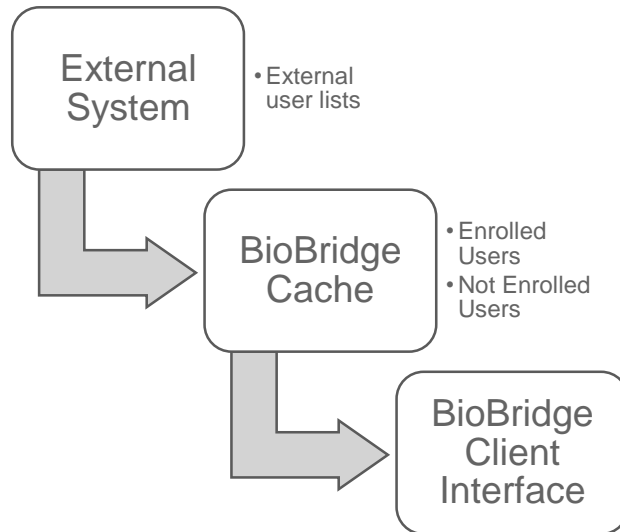 External
System
• External
user lists
BioBridge
Cache
• Enrolled
Users
• Not Enrolled
Users
BioBridge
Client
Interface